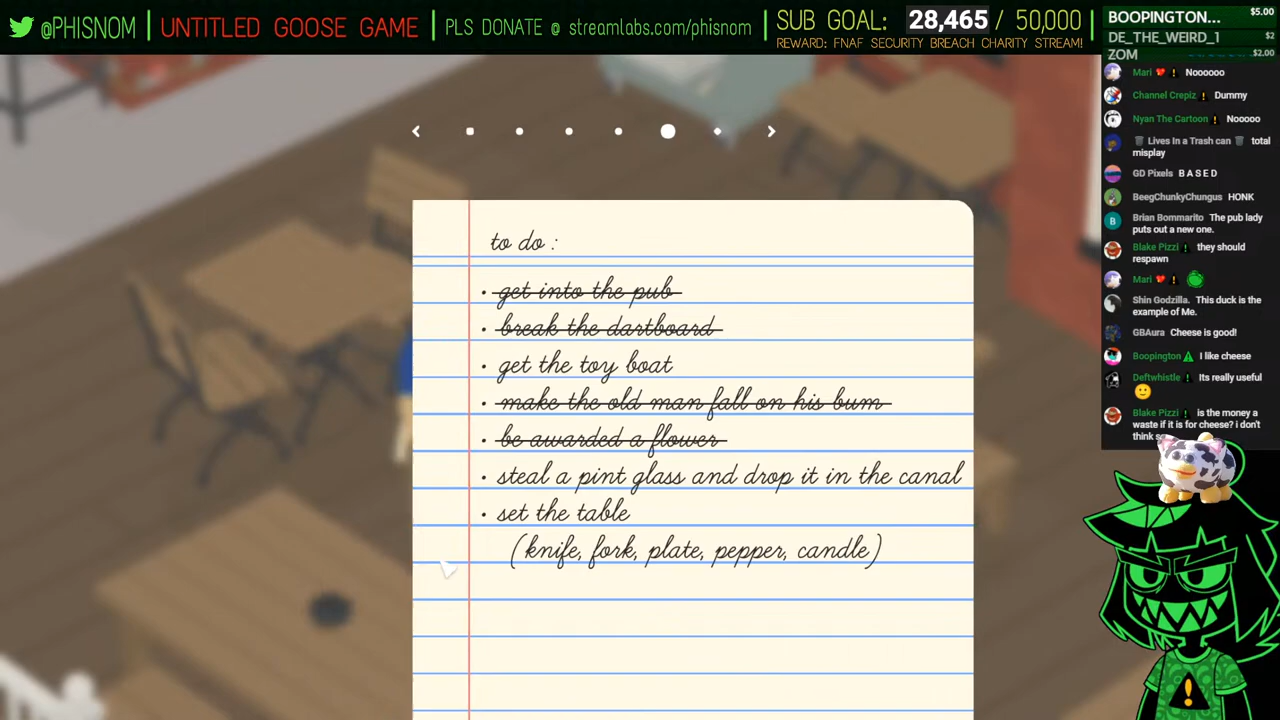 @PHISNOM | UNTITLED GOOSE GAME | PLS DONATE @ streamlabs.com/phisnom | SUB GOAL: 28,465 / 50,000
REWARD: FNAF SECURITY BREACH CHARITY STREAM!
BOOPINGTON... $5.00
DE_THE_WEIRD_1 $2
ZOM $2.00
to do :
• get into the pub
• break the dartboard
• get the toy boat
• make the old man fall on his bum
• be awarded a flower
• steal a pint glass and drop it in the canal
• set the table
(knife, fork, plate, pepper, candle)
Mari Noooooo
Channel Crepiz Dummy
Nyan The Cartoon Nooooo
Lives In a Trash can total
misplay
GD Pixels B A S E D
BeegChunkyChungus HONK
Brian Bommarito The pub lady
puts out a new one.
Blake Pizzi they should
respawn
Mari
Shin Godzilla. This duck is the
example of Me.
GBAura Cheese is good!
Boopington I like cheese
Deftwhistle Its really useful
Blake Pizzi is the money a
waste if it is for cheese? i don't
think